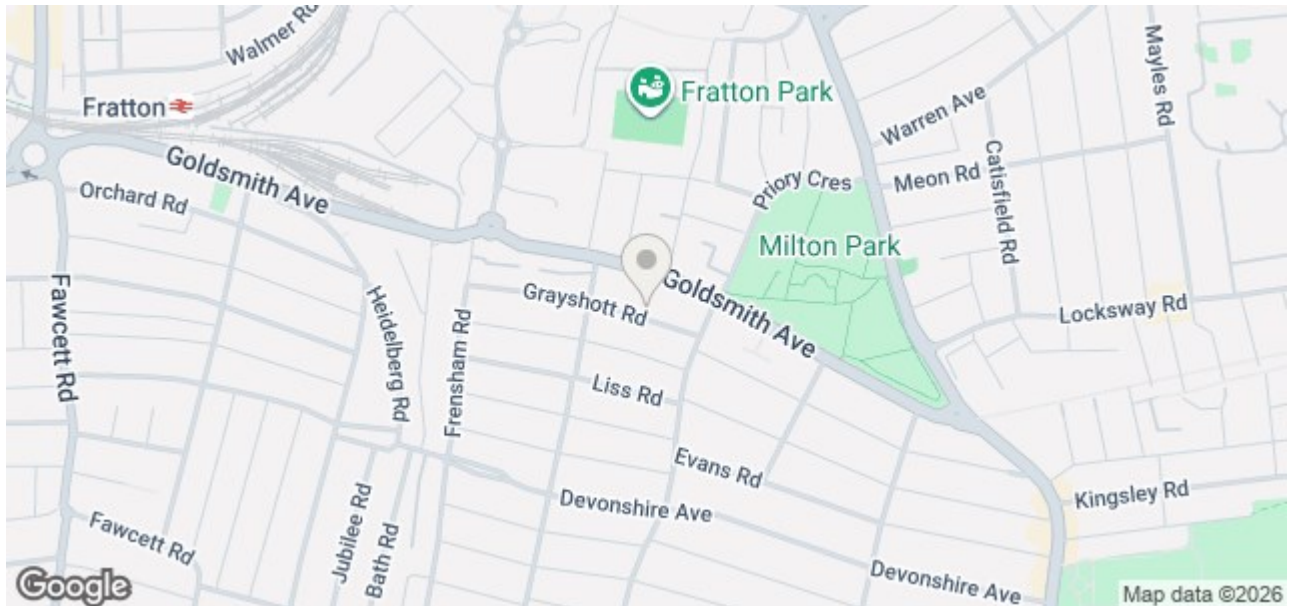 Walmer Rd
Fratton
Fratton Park
Mayles Rd
Warren Ave
Goldsmith Ave
Orchard Rd
Priory Cres
Meon Rd
Catisfield Rd
Milton Park
Fawcett Rd
Heidelberg Rd
Frensham Rd
Grayshott Rd
Goldsmith Ave
Locksway Rd
Liss Rd
Evans Rd
Kingsley Rd
Jubilee Rd
Bath Rd
Devonshire Ave
Fawcett Rd
Devonshire Ave
Google
Map data ©2026